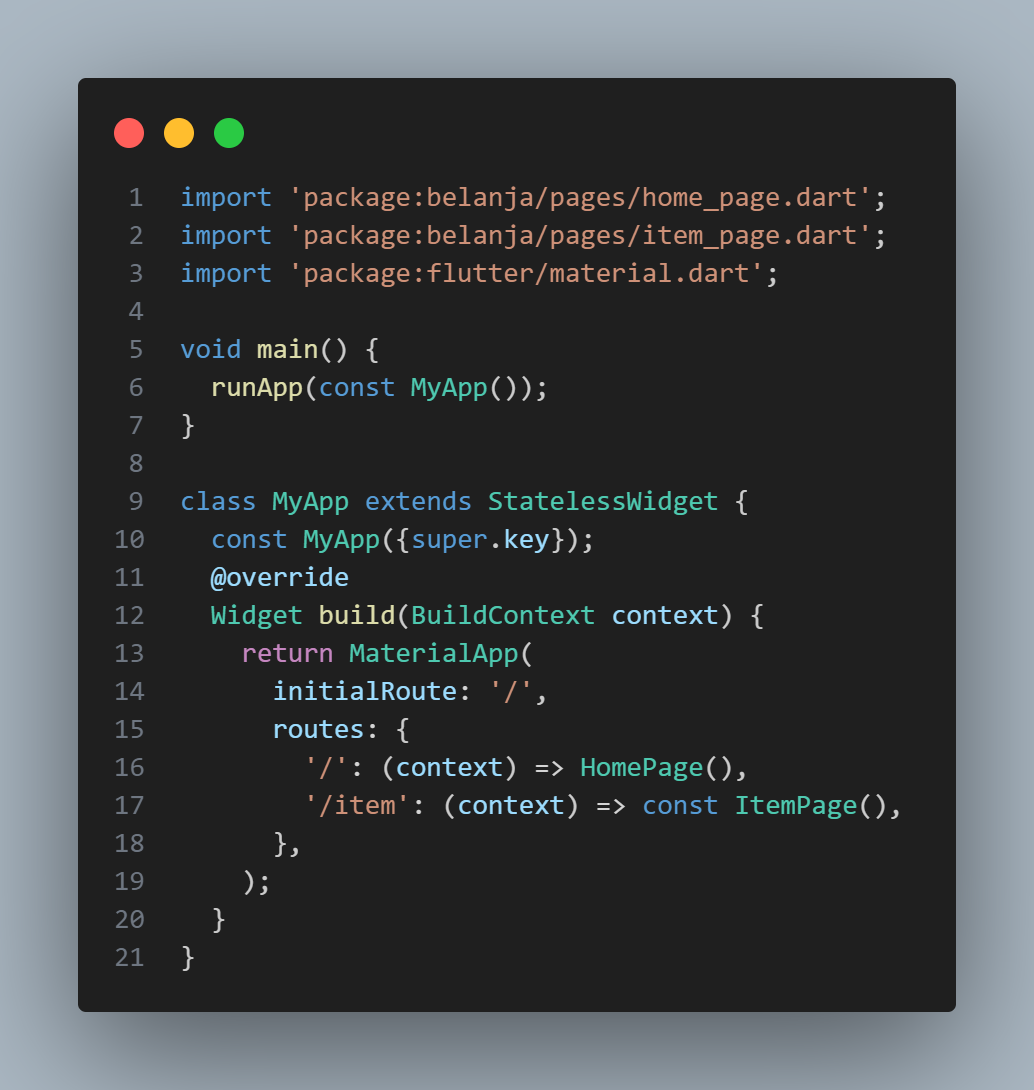 1 import 'package:belanja/pages/home_page.dart';
2 import 'package:belanja/pages/item_page.dart';
3 import 'package:flutter/material.dart';
4
5 void main() {
6   runApp(const MyApp());
7 }
8
9 class MyApp extends StatelessWidget {
10   const MyApp({super.key});
11   @override
12   Widget build(BuildContext context) {
13     return MaterialApp(
14       initialRoute: '/',
15       routes: {
16         '/': (context) => HomePage(),
17         '/item': (context) => const ItemPage(),
18       },
19     );
20   }
21 }